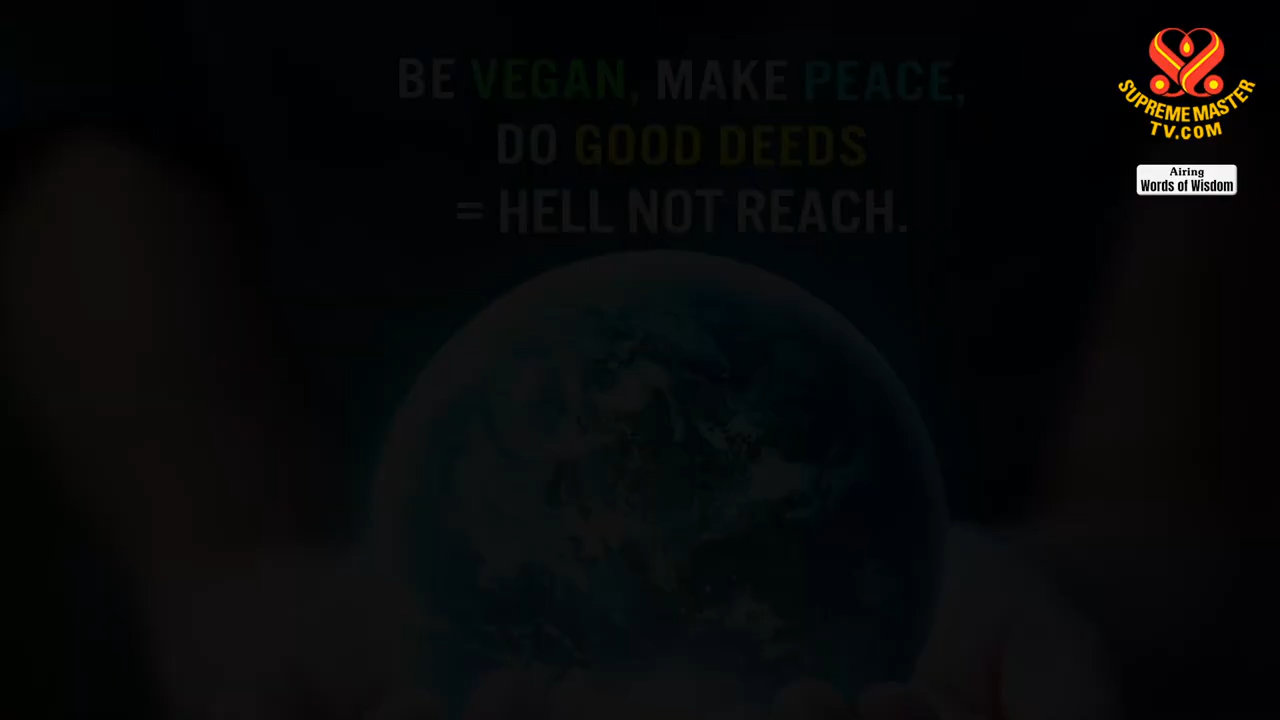 BE VEGAN, MAKE PEACE,
DO GOOD DEEDS
= HELL NOT REACH.
SUPREME MASTER
TV.COM
Airing
Words of Wisdom